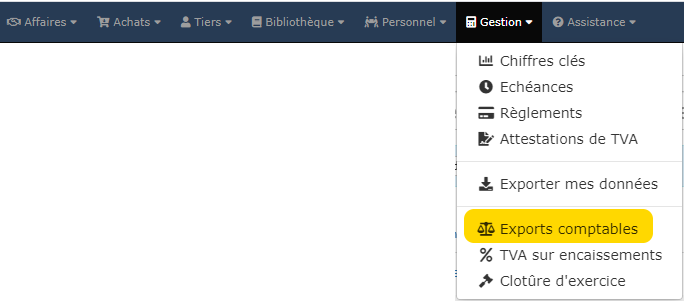 Affaires Achats Tiers Bibliothèque Personnel Gestion Assistance
Chiffres clés
Echéances
Règlements
Attestations de TVA
Exporter mes données
Exports comptables
TVA sur encaissements
Clotûre d'exercice